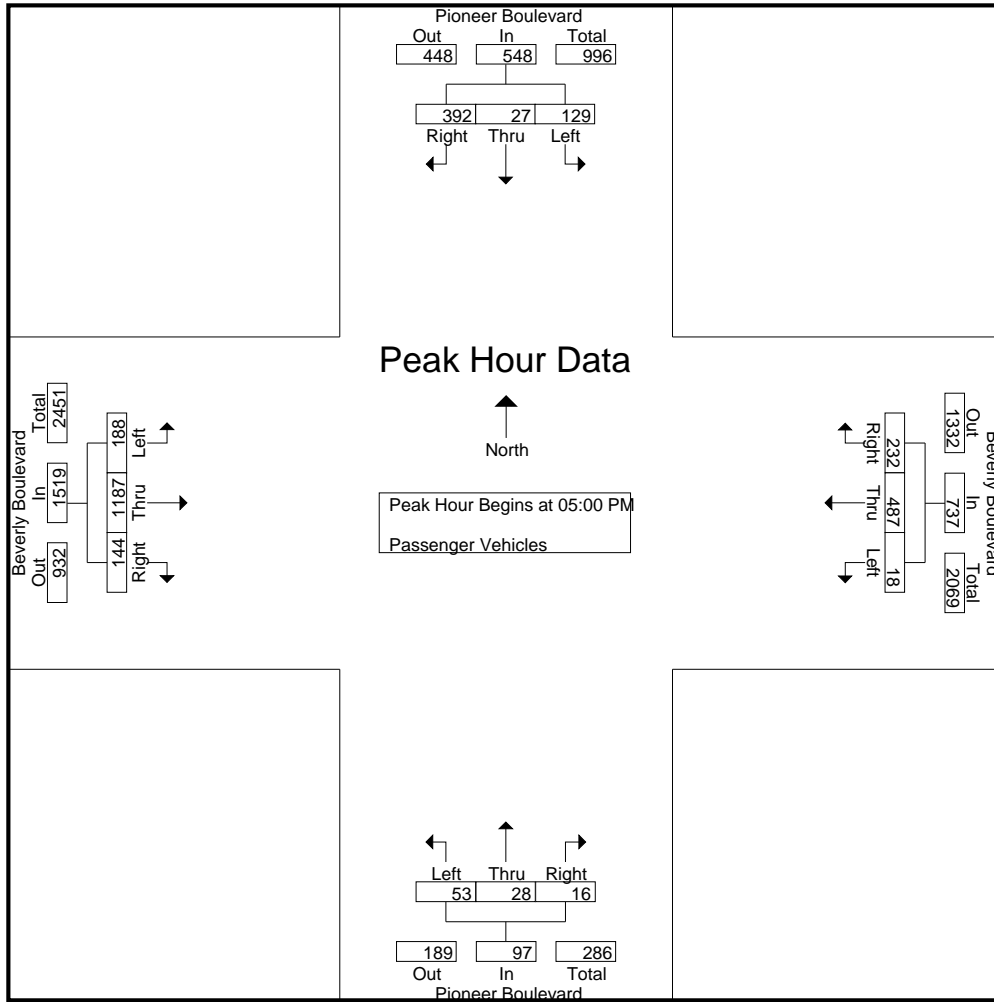 Pioneer Boulevard
Out In Total
448 548 996
392 27 129
Right Thru Left
Peak Hour Data
North
Peak Hour Begins at 05:00 PM
Passenger Vehicles
Beverly Boulevard
Out In Total
932 1519 2451
144 1187 188
Right Thru Left
Beverly Boulevard
Out In Total
1332 737 2069
232 487 18
Right Thru Left
Left Thru Right
53 28 16
189 97 286
Out In Total
Pioneer Boulevard